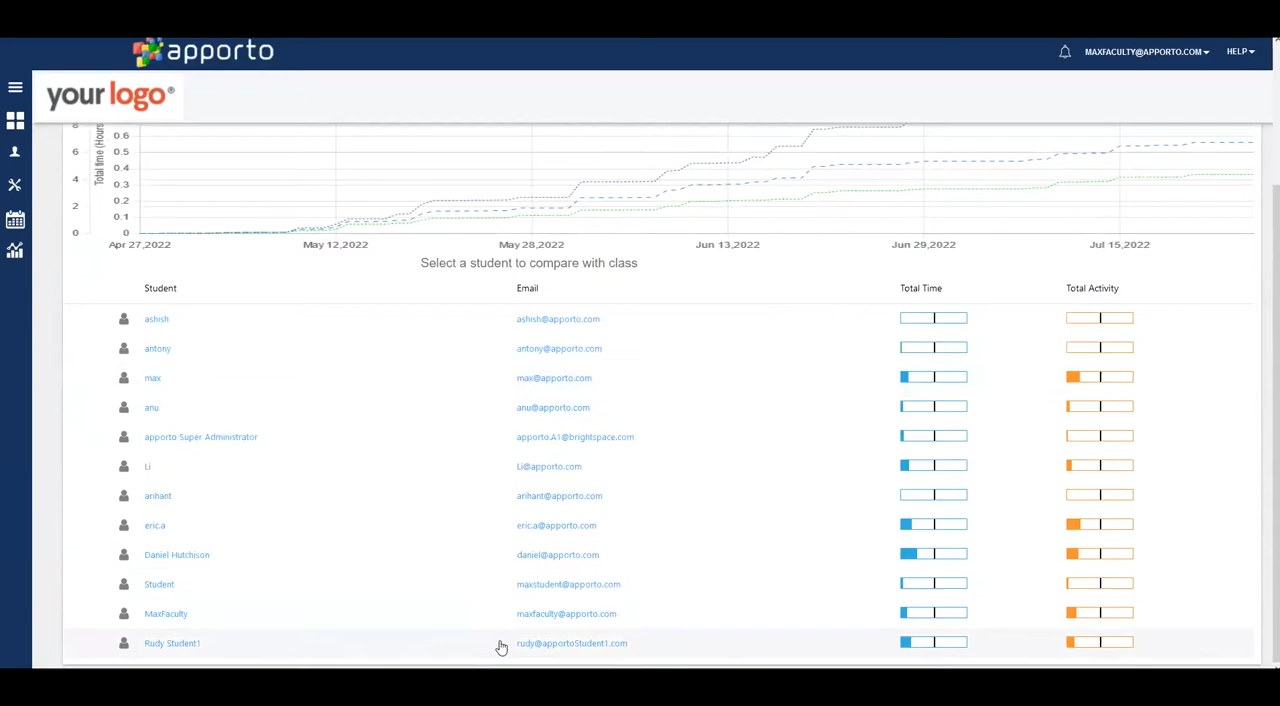 apporto
MAXFACULTY@APPORTO.COM HELP
your logo®
8 6 4 2 0
Total time (Hours
0.6
0.5
0.4
0.3
0.2
0.1
0
Apr 27,2022 May 12,2022 May 28,2022 Jun 13,2022 Jun 29,2022 Jul 15,2022
Select a student to compare with class
Student Email Total Time Total Activity
ashish ashish@apporto.com
antony antony@apporto.com
max max@apporto.com
anu anu@apporto.com
apporto Super Administrator apporto.A1@brightspace.com
Li Li@apporto.com
arihant arihant@apporto.com
eric.a eric.a@apporto.com
Daniel Hutchison daniel@apporto.com
Student maxstudent@apporto.com
MaxFaculty maxfaculty@apporto.com
Rudy Student1 rudy@apportoStudent1.com